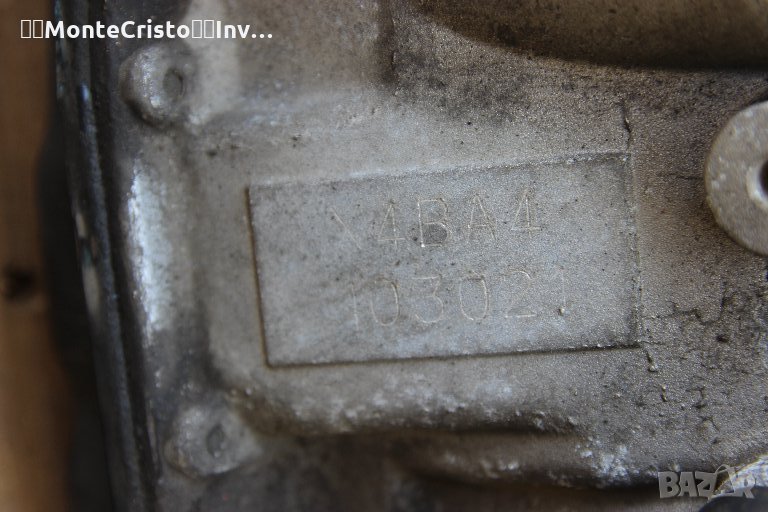 MonteCristo Inv...
X4BA4
103021
BAZAR